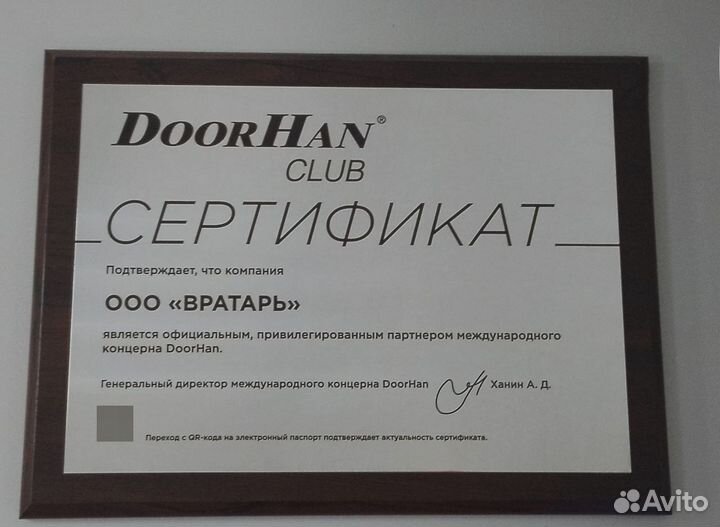 DOORHAN®
CLUB
СЕРТИФИКАТ
Подтверждает, что компания
ООО «ВРАТАРЬ»
является официальным, привилегированным партнером международного
концерна DoorHan.
Генеральный директор международного концерна DoorHan Ханин А. Д.
Переход с QR-кода на электронный паспорт подтверждает актуальность сертификата.
Avito